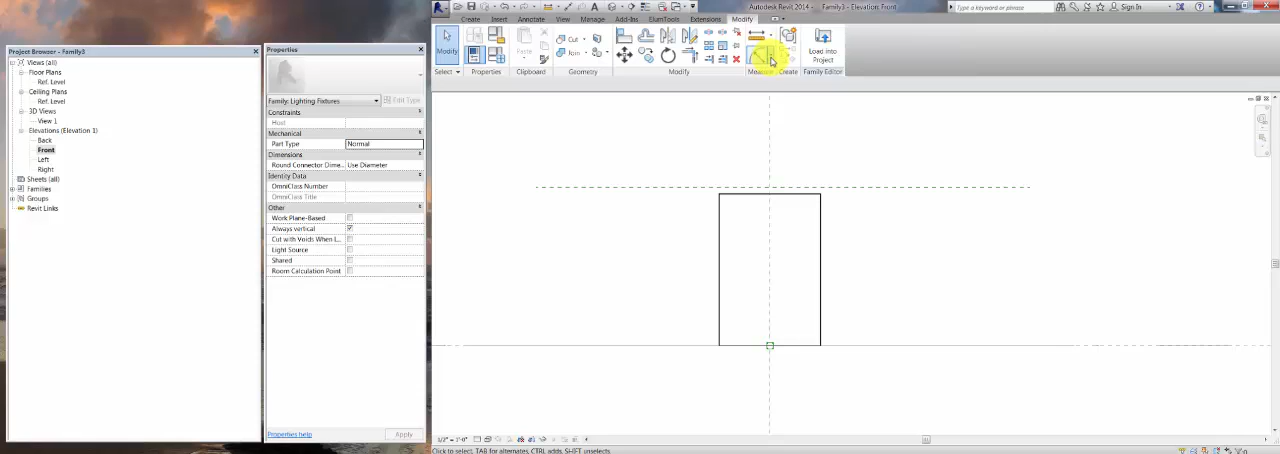 Autodesk Revit 2014 - Family3 - Elevation: Front
Type a keyword or phrase
Sign In
Create Insert Annotate View Manage Add-Ins ElumTools Extensions Modify
Modify
Paste
Cut
Join
Load into
Project
Select Properties Clipboard Geometry Modify Measure Create Family Editor
Project Browser - Family3
Views (all)
Floor Plans
Ref. Level
Ceiling Plans
Ref. Level
3D Views
View 1
Elevations (Elevation 1)
Back
Front
Left
Right
Sheets (all)
Families
Groups
Revit Links
Properties
Family: Lighting Fixtures
Edit Type
Constraints
Host
Mechanical
Part Type Normal
Dimensions
Round Connector Dime... Use Diameter
Identity Data
OmniClass Number
OmniClass Title
Other
Work Plane-Based
Always vertical
Cut with Voids When L...
Light Source
Shared
Room Calculation Point
Properties help
Apply
1/2" = 1'-0"
Click to select, TAB for alternates, CTRL adds, SHIFT unselects.